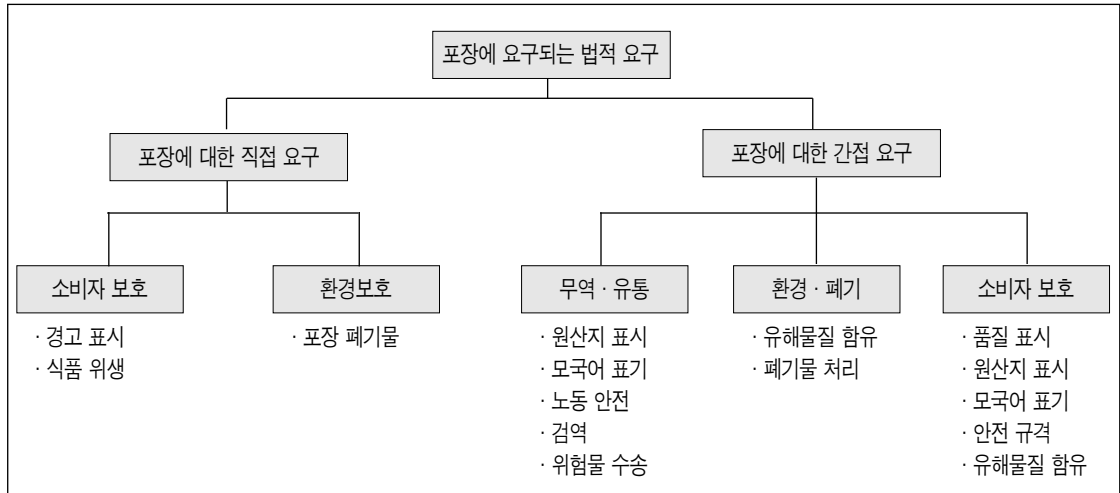 포장에 요구되는 법적 요구
포장에 대한 직접 요구
포장에 대한 간접 요구
소비자 보호
· 경고 표시
· 식품 위생
환경보호
· 포장 폐기물
무역 · 유통
· 원산지 표시
· 모국어 표기
· 노동 안전
· 검역
· 위험물 수송
환경 · 폐기
· 유해물질 함유
· 폐기물 처리
소비자 보호
· 품질 표시
· 원산지 표시
· 모국어 표기
· 안전 규격
· 유해물질 함유